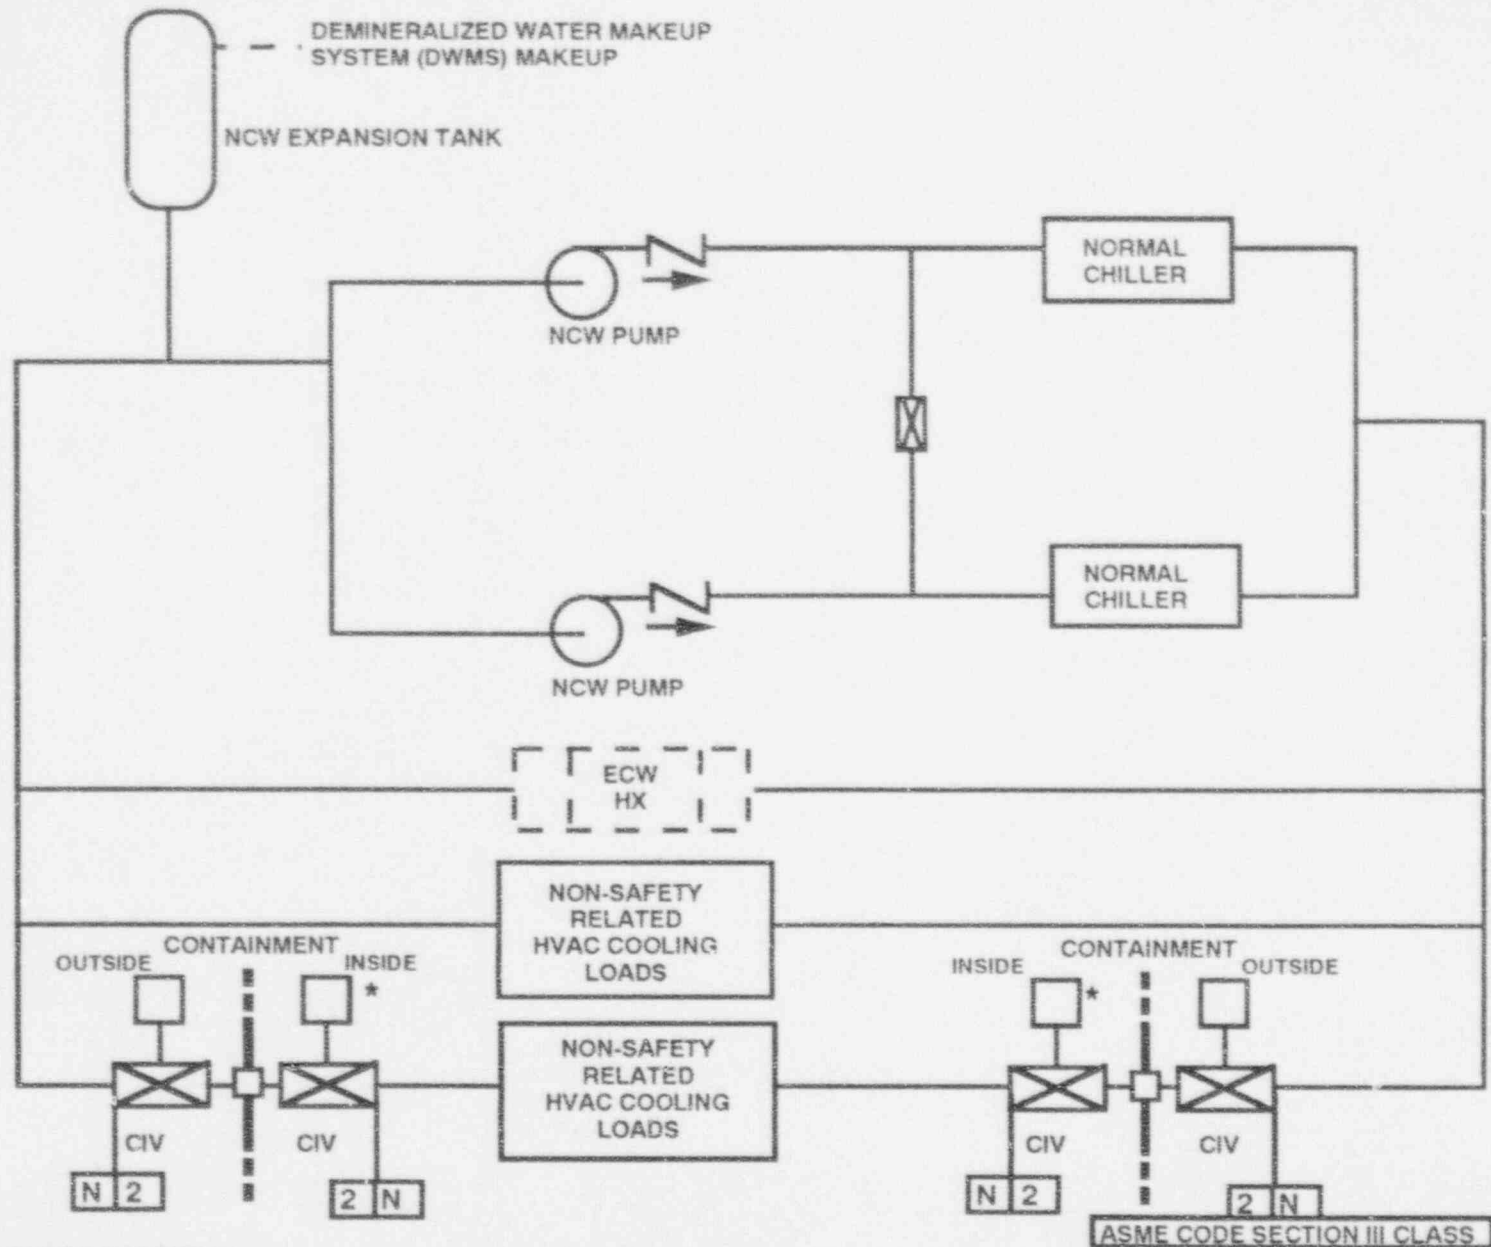 DEMINERALIZED WATER MAKEUP
SYSTEM (DWMS) MAKEUP
NCW EXPANSION TANK
NORMAL
CHILLER
NCW PUMP
NORMAL
CHILLER
NCW PUMP
ECW
HX
NON-SAFETY
RELATED
HVAC COOLING
LOADS
CONTAINMENT
OUTSIDE
INSIDE
*
CONTAINMENT
INSIDE
*
OUTSIDE
NON-SAFETY
RELATED
HVAC COOLING
LOADS
CIV
CIV
CIV
CIV
N 2
2 N
N 2
2 N
ASME CODE SECTION III CLASS